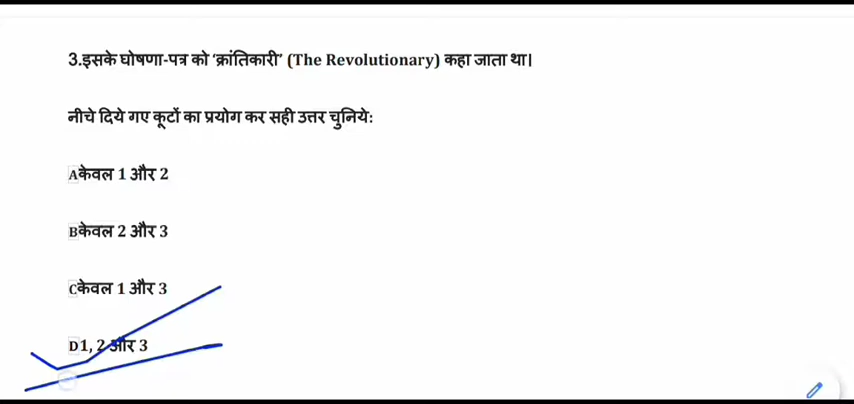 3.इसके घोषणा-पत्र को ‘क्रांतिकारी’ (The Revolutionary) कहा जाता था।
नीचे दिये गए कूटों का प्रयोग कर सही उत्तर चुनिये:
Aकेवल 1 और 2
Bकेवल 2 और 3
Cकेवल 1 और 3
D1, 2 और 3